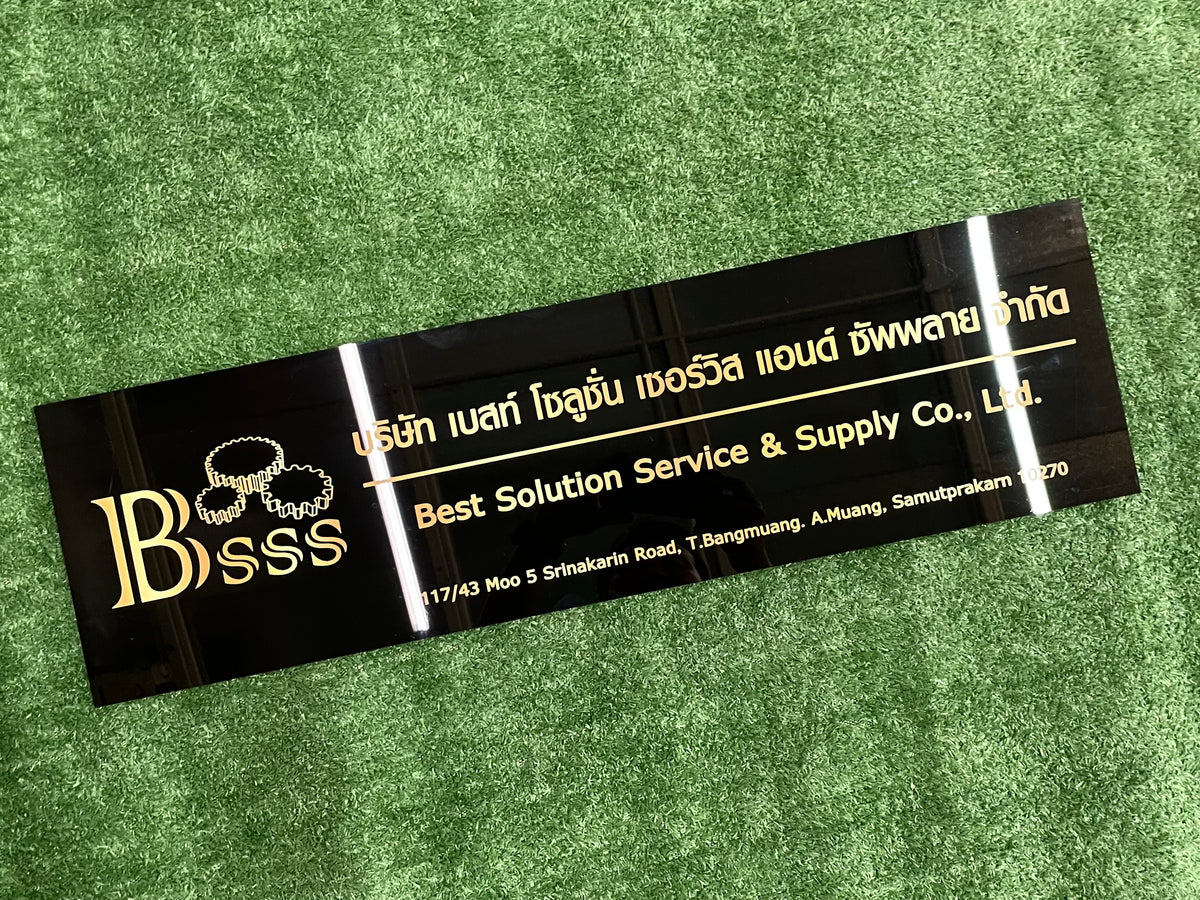 Bsss
บริษัท เบสท์ โซลูชั่น เซอร์วิส แอนด์ ซัพพลาย จำกัด
Best Solution Service & Supply Co., Ltd.
117/43 Moo 5 Srinakarin Road, T.Bangmuang. A.Muang, Samutprakarn 10270